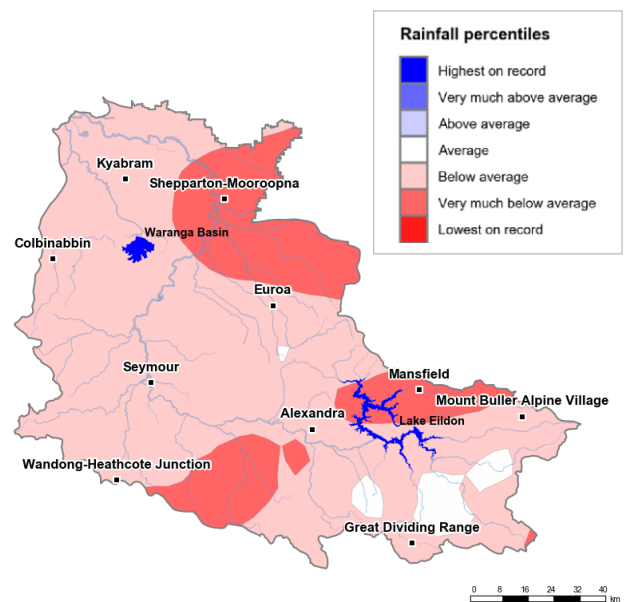 Rainfall percentiles
Highest on record
Very much above average
Above average
Average
Below average
Very much below average
Lowest on record
Kyabram
Shepparton-Mooroopna
Waranga Basin
Colbinabbin
Euroa
Seymour
Mansfield
Mount Buller Alpine Village
Alexandra
Lake Eildon
Wandong-Heathcote Junction
Great Dividing Range
0 8 16 24 32 40
km